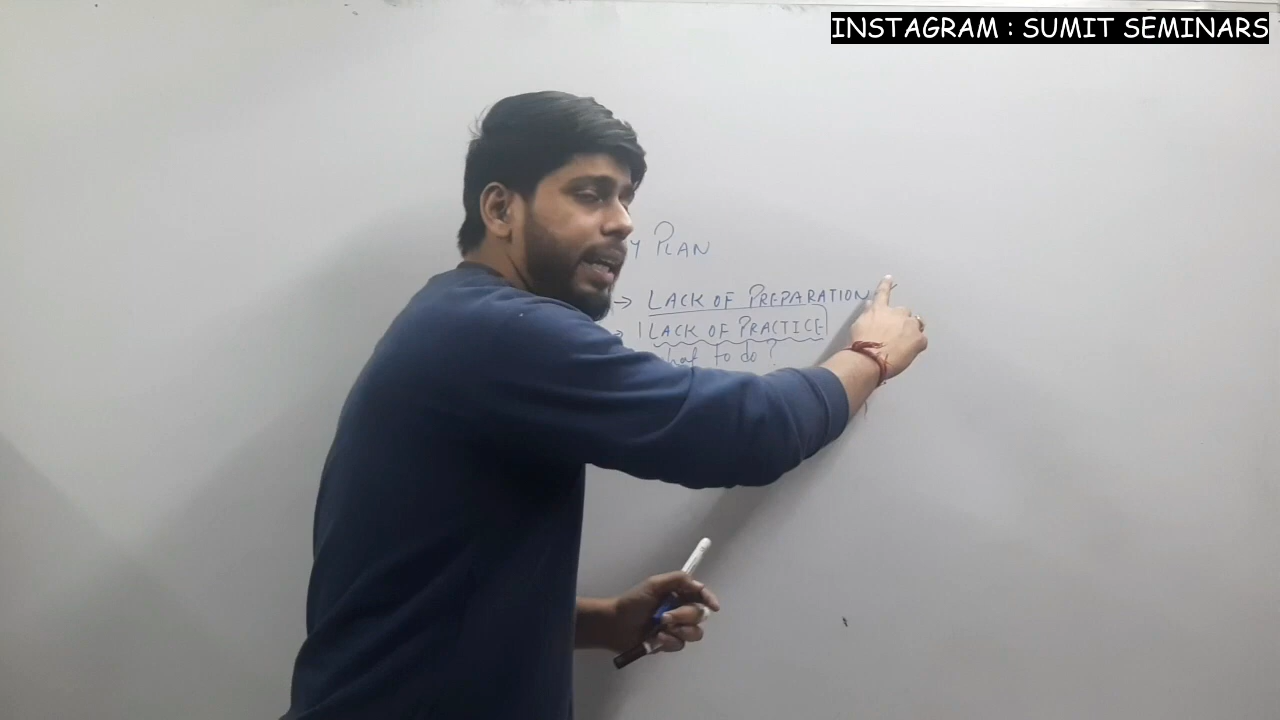 INSTAGRAM : SUMIT SEMINARS
PLAN
→ LACK OF PREPARATION
LACK OF PRACTICE
to do ?